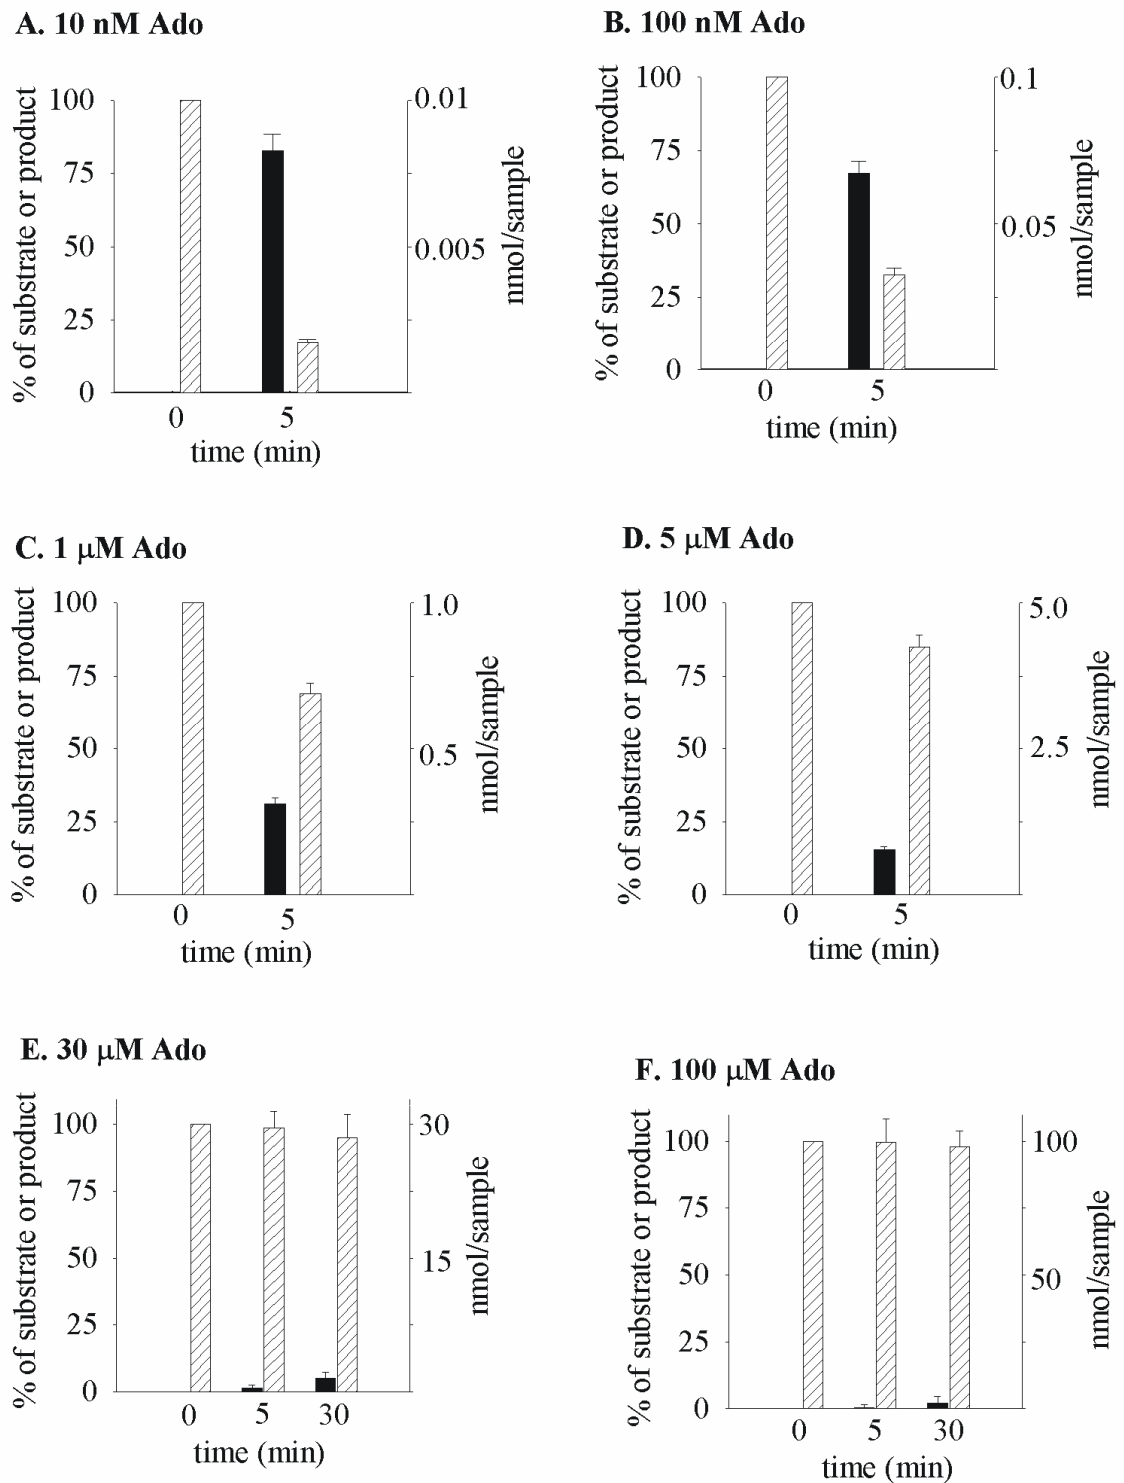 A. 10 nM Ado
% of substrate or product
100
75
50
25
0
0.01
0.005
nmol/sample
0
5
time (min)
B. 100 nM Ado
% of substrate or product
100
75
50
25
0
0.1
0.05
nmol/sample
0
5
time (min)
C. 1 μM Ado
% of substrate or product
100
75
50
25
0
1.0
0.5
nmol/sample
0
5
time (min)
D. 5 μM Ado
% of substrate or product
100
75
50
25
0
5.0
2.5
nmol/sample
0
5
time (min)
E. 30 μM Ado
% of substrate or product
100
75
50
25
0
30
15
nmol/sample
0
5
30
time (min)
F. 100 μM Ado
% of substrate or product
100
75
50
25
0
100
50
nmol/sample
0
5
30
time (min)